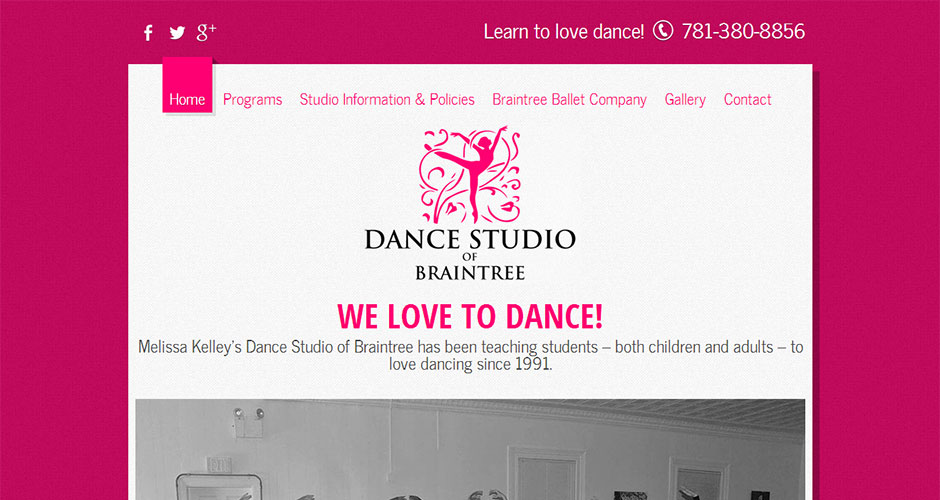 g+
Learn to love dance! 781-380-8856
Home Programs Studio Information & Policies Braintree Ballet Company Gallery Contact
DANCE STUDIO
OF
BRAINTREE
WE LOVE TO DANCE!
Melissa Kelley's Dance Studio of Braintree has been teaching students – both children and adults – to
love dancing since 1991.